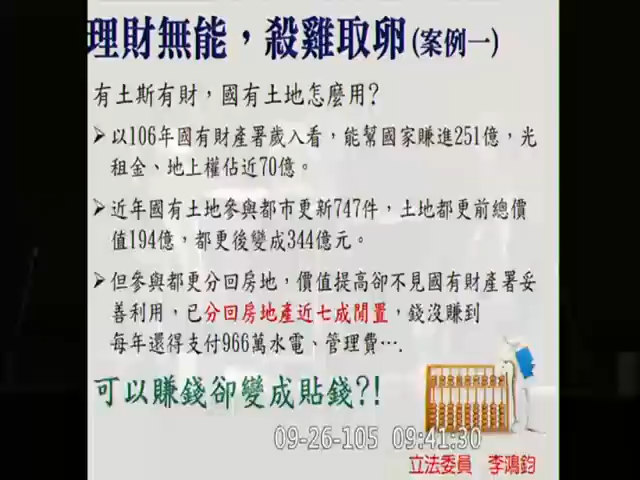 理財無能，殺雞取卵(案例一)
有土斯有財，國有土地怎麼用?
以106年國有財產署歲入看，能幫國家賺進251億，光
租金、地上權佔近70億。
近年國有土地參與都市更新747件，土地都更前總價
值194億，都更後變成344億元。
但參與都更分回房地，價值提高卻不見國有財產署妥
善利用，已分回房地產近七成閒置，錢沒賺到
每年還得支付966萬水電、管理費….
可以賺錢卻變成貼錢?!
09-26-105 09:41:30
立法委員 李鴻鈞